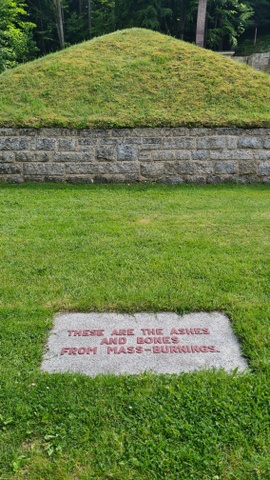 THESE ARE THE ASHES
AND BONES
FROM MASS-BURNINGS.